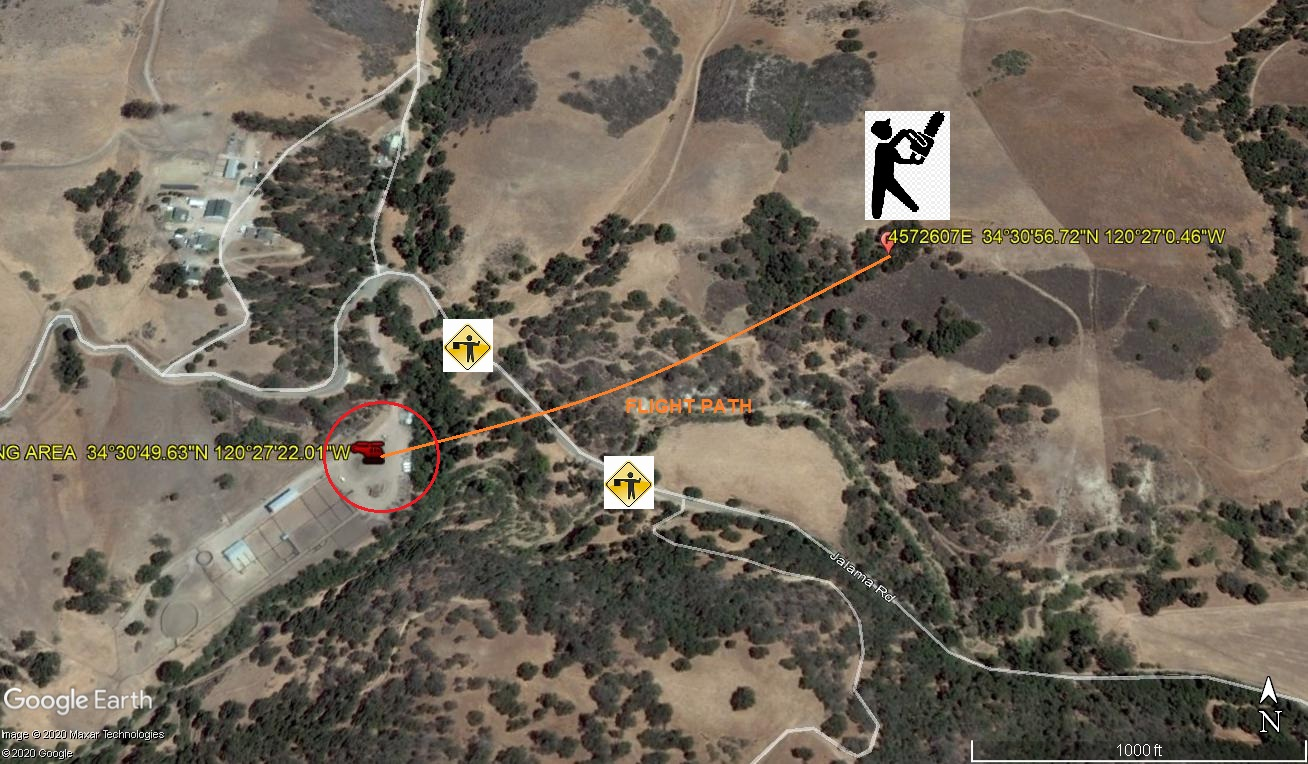 4572607E 34°30'56.72"N 120°27'0.46"W
FLIGHT PATH
NG AREA 34°30'49.63"N 120°27'22.01"W
Jalama Rd
Google Earth
Image © 2020 Maxar Technologies
© 2020 Google
N
1000 ft